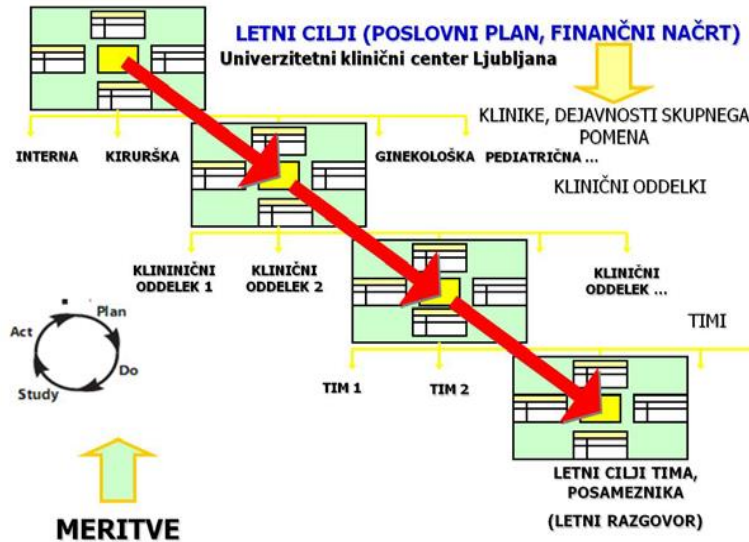 LETNI CILJI (POSLOVNI PLAN, FINANČNI NAČRT)
Univerzitetni klinični center Ljubljana
KLINIKE, DEJAVNOSTI SKUPNEGA
POMENA
INTERNA
KIRURŠKA
GINEKOLOŠKA
PEDIATRIČNA ...
KLINIČNI ODDELKI
KLININIČNI
ODDELEK 1
KLINIČNI
ODDELEK 2
KLINIČNI
ODDELEK ...
TIMI
Plan
Act
Do
Study
TIM 1
TIM 2
LETNI CILJI TIMA,
POSAMEZNIKA
(LETNI RAZGOVOR)
MERITVE